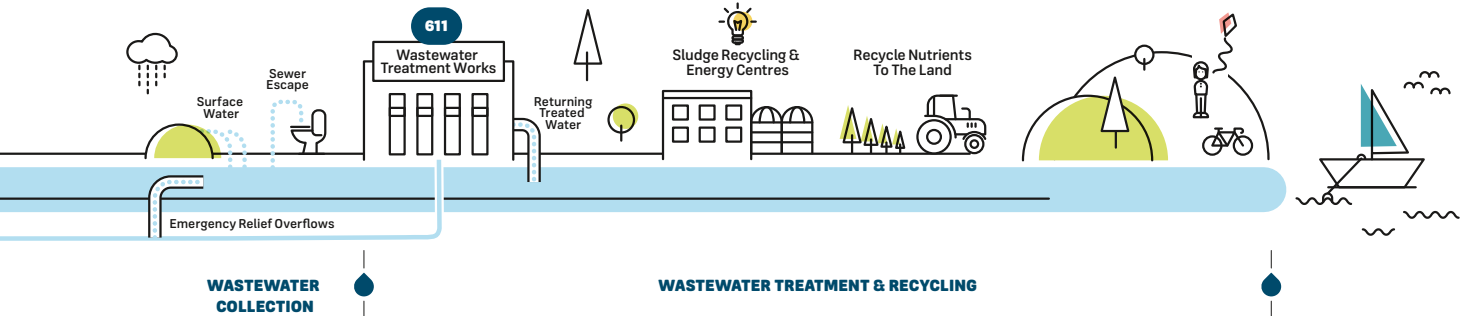 611
Wastewater
Treatment Works
Sewer
Escape
Surface
Water
Returning
Treated
Water
Sludge Recycling &
Energy Centres
Recycle Nutrients
To The Land
Emergency Relief Overflows
WASTEWATER
COLLECTION
WASTEWATER TREATMENT & RECYCLING